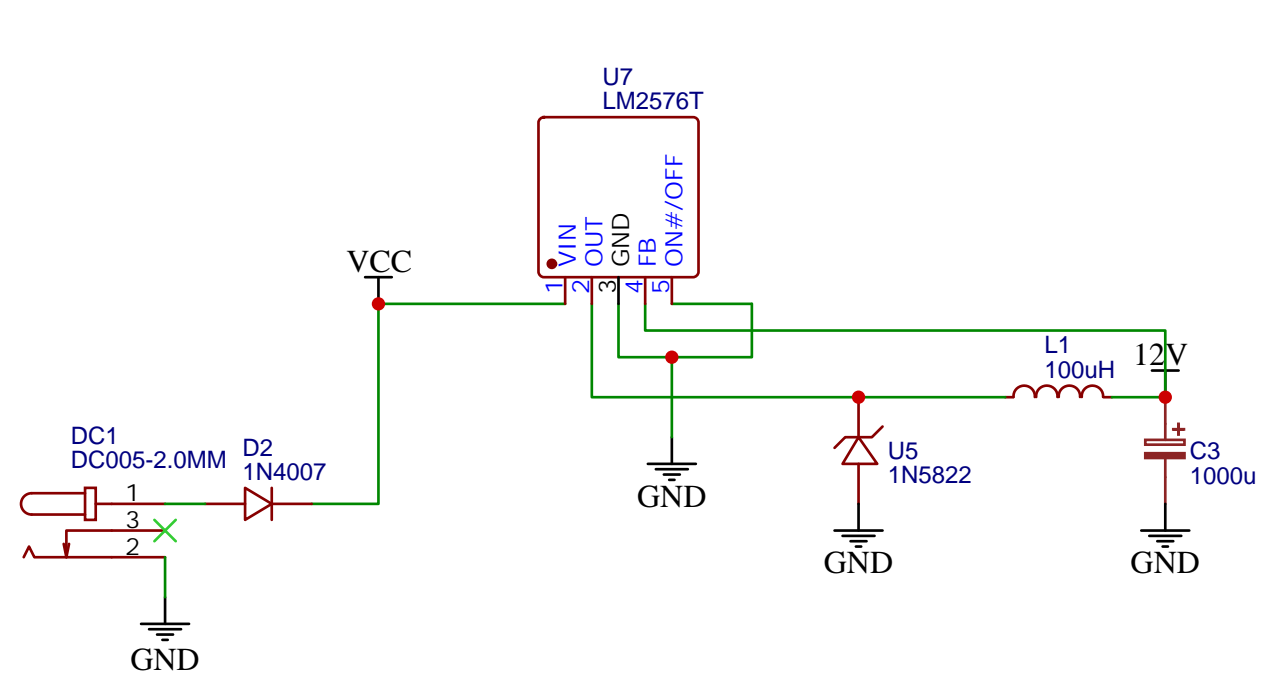 U7
LM2576T
VIN
OUT
GND
FB
ON#/OFF
1
2
3
4
5
VCC
L1
100uH
12V
DC1
DC005-2.0MM
D2
1N4007
1
3
2
GND
U5
1N5822
+
C3
1000u
GND
GND
GND